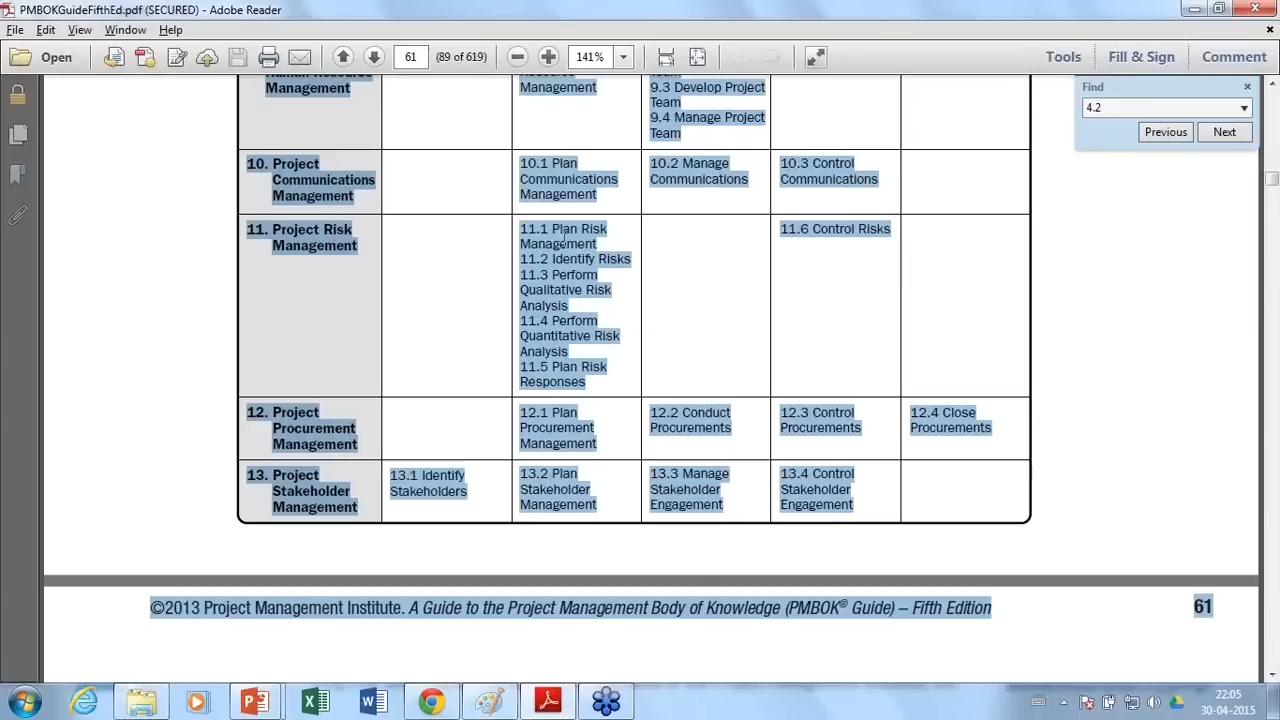 PMBOKGuideFifthEd.pdf (SECURED) - Adobe Reader
File Edit View Window Help
Open 61 (89 of 619) 141% Tools Fill & Sign Comment
Find
4.2
Previous Next
Management
Management
9.3 Develop Project
Team
9.4 Manage Project
Team
10. Project
Communications
Management
10.1 Plan
Communications
Management
10.2 Manage
Communications
10.3 Control
Communications
11. Project Risk
Management
11.1 Plan Risk
Management
11.2 Identify Risks
11.3 Perform
Qualitative Risk
Analysis
11.4 Perform
Quantitative Risk
Analysis
11.5 Plan Risk
Responses
11.6 Control Risks
12. Project
Procurement
Management
12.1 Plan
Procurement
Management
12.2 Conduct
Procurements
12.3 Control
Procurements
12.4 Close
Procurements
13. Project
Stakeholder
Management
13.1 Identify
Stakeholders
13.2 Plan
Stakeholder
Management
13.3 Manage
Stakeholder
Engagement
13.4 Control
Stakeholder
Engagement
©2013 Project Management Institute. A Guide to the Project Management Body of Knowledge (PMBOK® Guide) – Fifth Edition
61
22:05
30-04-2015